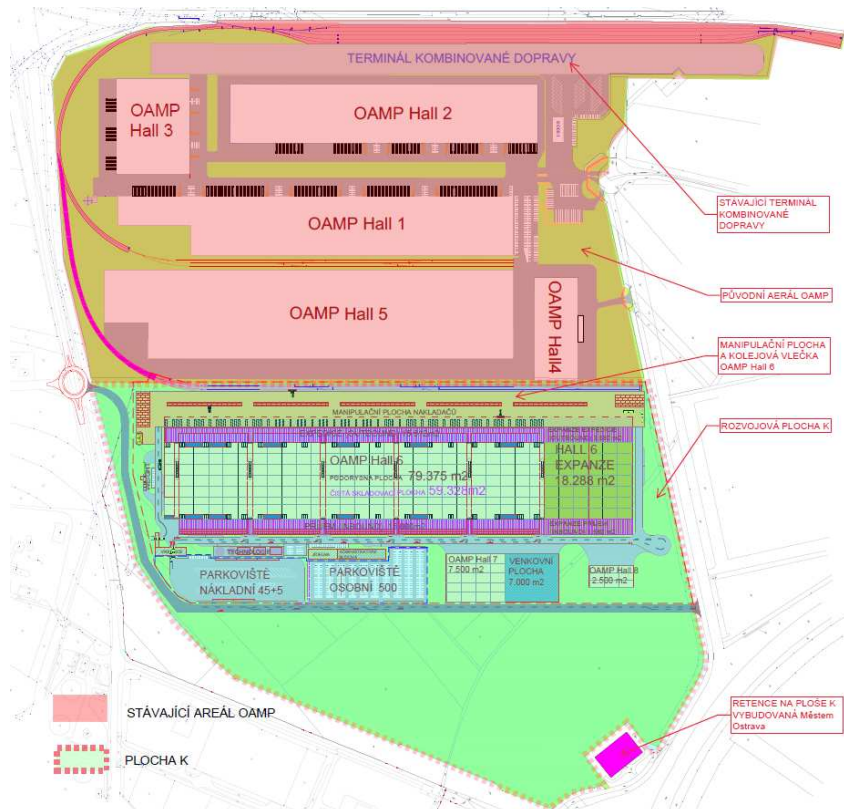 TERMINÁL KOMBINOVANÉ DOPRAVY
OAMP
Hall 3
OAMP Hall 2
OAMP Hall 1
STÁVAJÍCÍ TERMINÁL
KOMBINOVANÉ
DOPRAVY
OAMP Hall 5
OAMP Hall4
PŮVODNÍ AERÁL OAMP
MANIPULAČNÍ PLOCHA
A KOLEJOVÁ VLEČKA
OAMP Hall 6
MANIPULAČNÍ PLOCHA NAKLADAČŮ
ROZVOJOVÁ PLOCHA K
OAMP Hall 6
PŮDORYSNÁ PLOCHA 79.375 m2
ČISTÁ SKLADOVACÍ PLOCHA 59.328m2
HALL 6
EXPANZE
18.288 m2
PARKOVIŠTĚ
NÁKLADNÍ 45+5
PARKOVIŠTĚ
OSOBNÍ 500
OAMP Hall 7
7.500 m2
VENKOVNÍ
PLOCHA
7.000 m2
OAMP Hall 8
2.500 m2
RETENCE NA PLOŠE K
VYBUDOVANÁ Městem
Ostrava
STÁVAJÍCÍ AREÁL OAMP
PLOCHA K